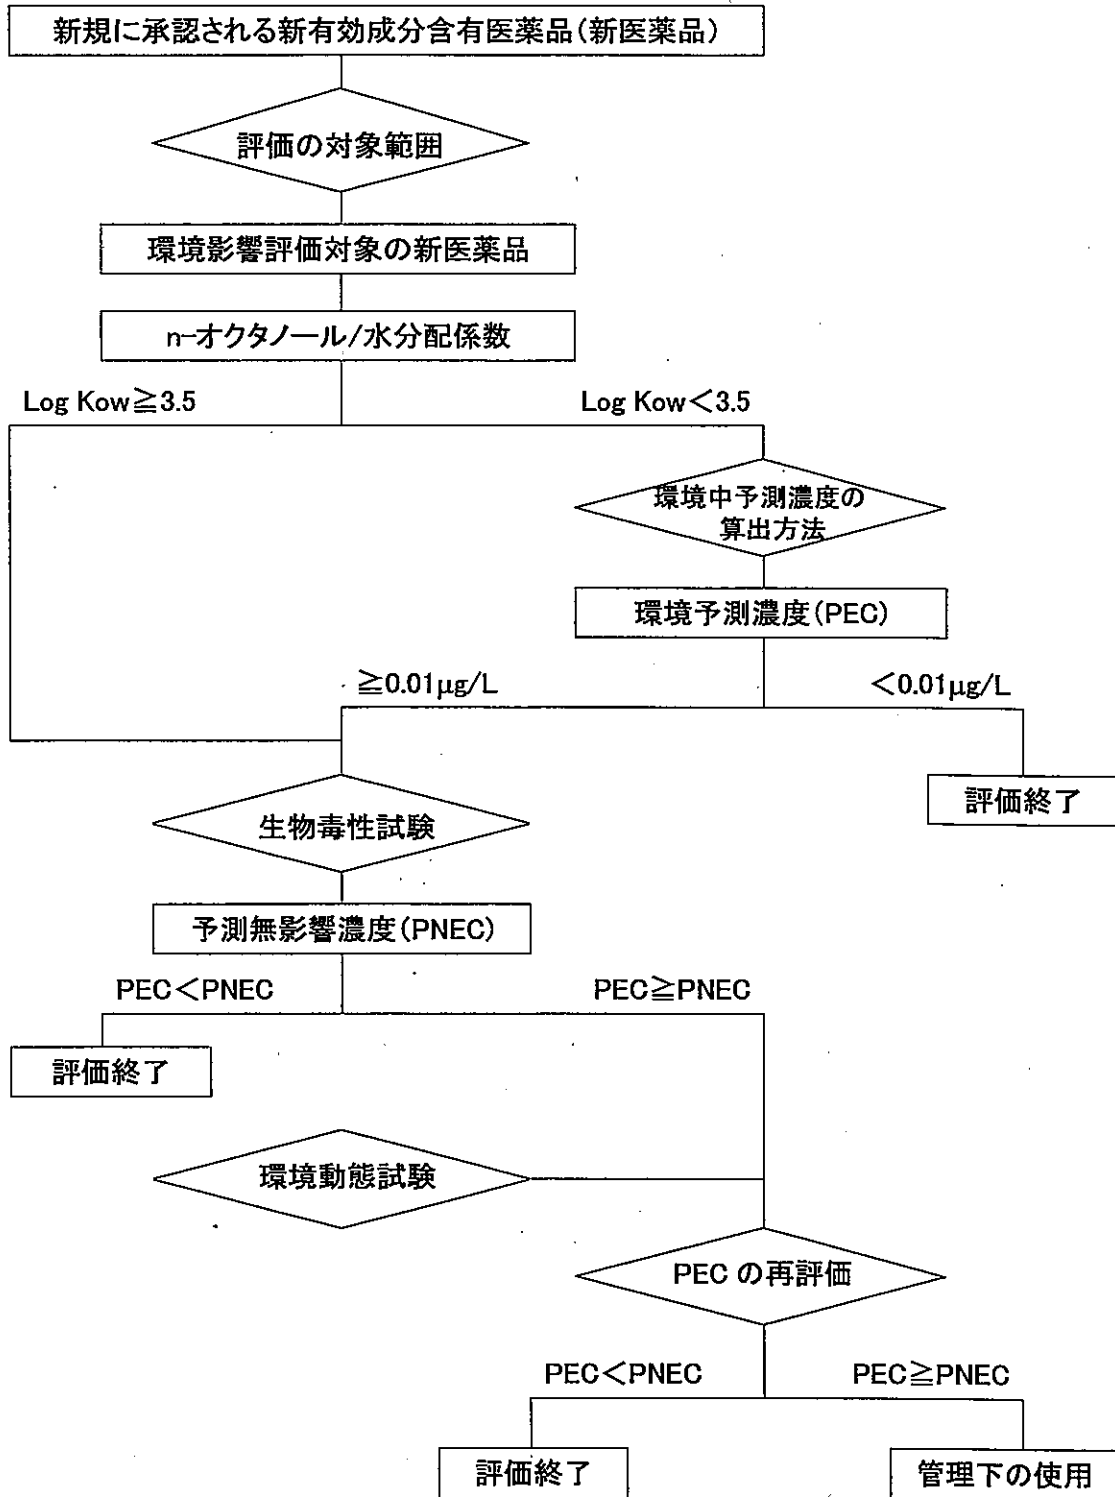 新規に承認される新有効成分含有医薬品(新医薬品)
評価の対象範囲
環境影響評価対象の新医薬品
n-オクタノール/水分配係数
Log Kow≧3.5
Log Kow<3.5
環境中予測濃度の
算出方法
環境予測濃度(PEC)
≧0.01μg/L
<0.01μg/L
評価終了
生物毒性試験
予測無影響濃度(PNEC)
PEC<PNEC
PEC≧PNEC
評価終了
環境動態試験
PEC の再評価
PEC<PNEC
PEC≧PNEC
評価終了
管理下の使用